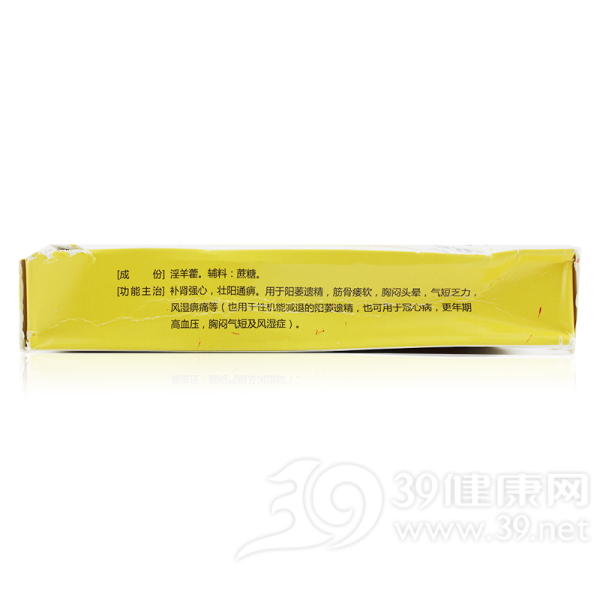 [成　份] 淫羊藿。辅料：蔗糖。
[功能主治] 补肾强心，壮阳通痹。用于阳萎遗精，筋骨痿软，胸闷头晕，气短乏力，
风湿痹痛等（也用于性机能减退的阳萎遗精，也可用于冠心病，更年期
高血压，胸闷气短及风湿症）。
39健康网
www.39.net